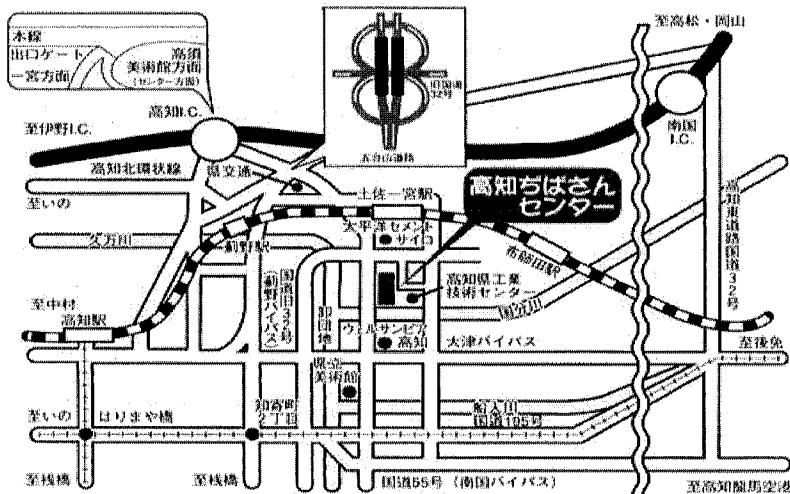 本線
出口ゲート
一宮方面
高須
美術館方面
(センター方面)
高知I.C.
至伊野I.C.
高知北環状線
至いの
県交通
久万川
薊野駅
旧国道
32号
五台山道路
至高松・岡山
南国
I.C.
土佐一宮駅
太平洋セメント
サイロ
高知ぢばさん
センター
布師田駅
高知東道路国道32号
高知県工業
技術センター
国分川
至中村
高知駅
国道旧32号
(薊野バイパス)
卸団地
ウェルサンピア
高知
大津バイパス
至後免
県立
美術館
至いの
はりまや橋
知寄町
2丁目
船入川
国道195号
至桟橋
至桟橋
国道55号 (南国バイパス)
至高知龍馬空港